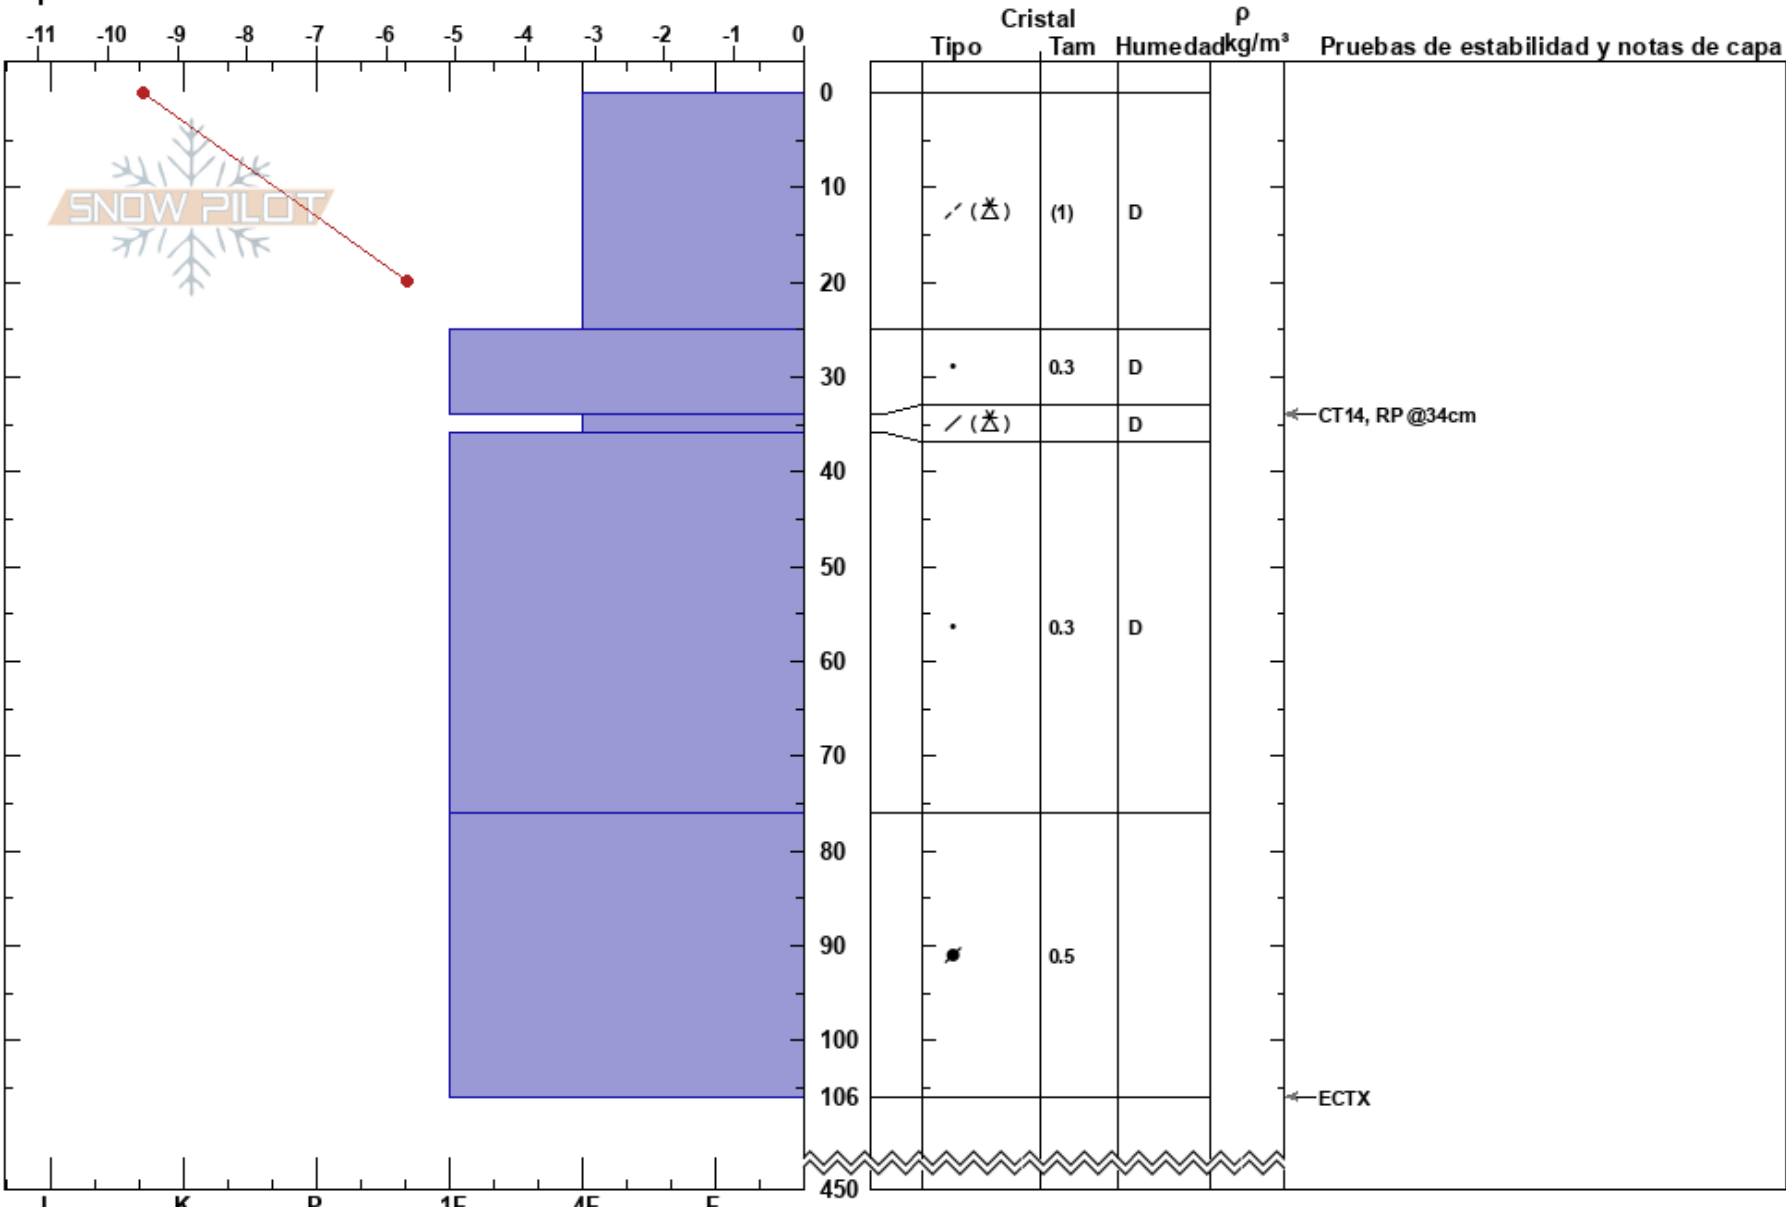 -11 -10 -9 -8 -7 -6 -5 -4 -3 -2 -1 0
Cristal ρ
Tipo Tam Humedad kg/m³ Pruebas de estabilidad y notas de capa
0
SNOW PILOT
10
(1) D
20
30 0.3 D
CT14, RP @34cm
D
40
50
0.3 D
60
70
80
90
0.5
100
106 ECTX
450
I K P 1F 4F F